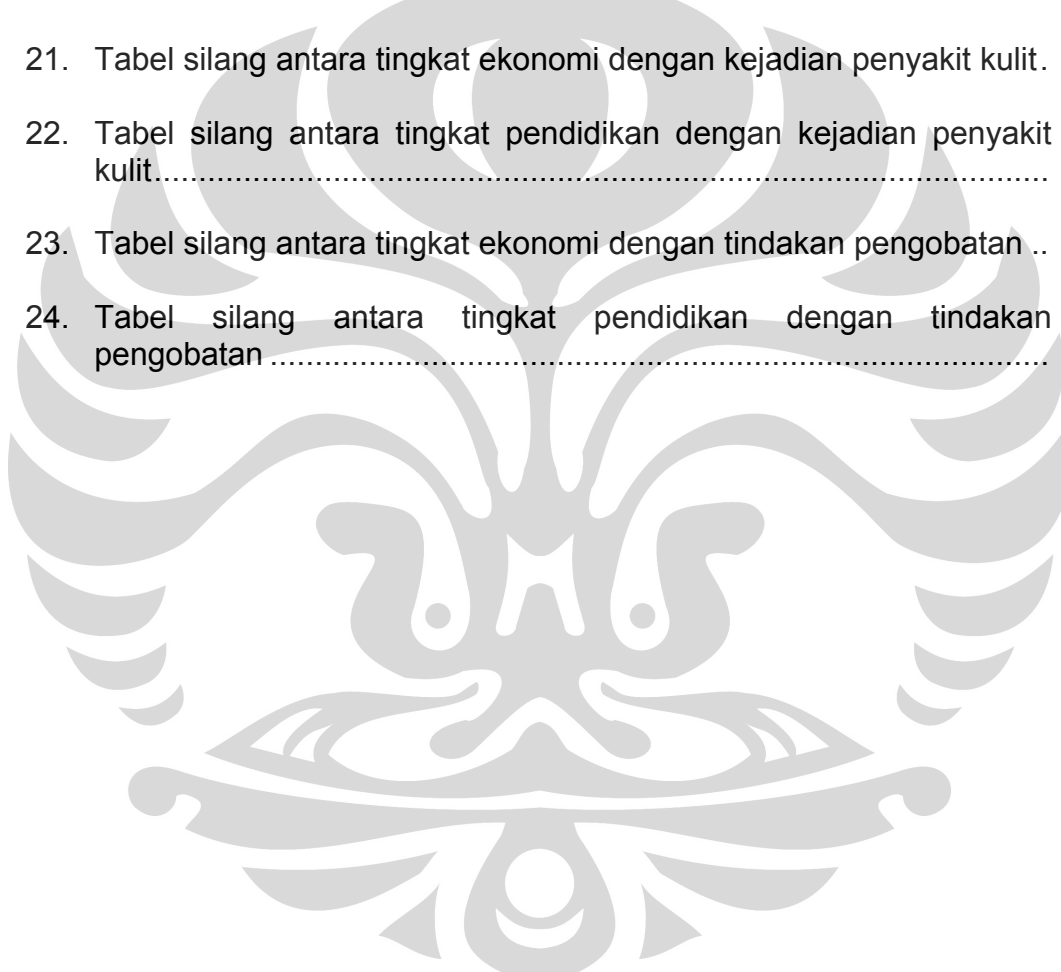 21. Tabel silang antara tingkat ekonomi dengan kejadian penyakit kulit.
22. Tabel silang antara tingkat pendidikan dengan kejadian penyakit
kulit....................................................................................................
23. Tabel silang antara tingkat ekonomi dengan tindakan pengobatan ..
24. Tabel silang antara tingkat pendidikan dengan tindakan
pengobatan .......................................................................................